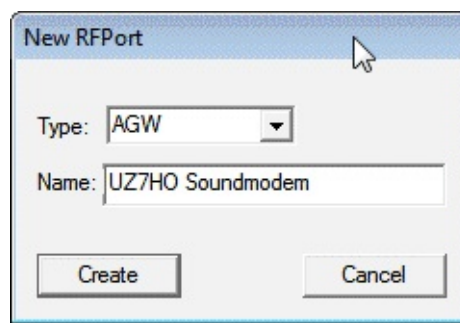 New RFPort
Type: AGW
Name: UZ7HO Soundmodem
Create Cancel